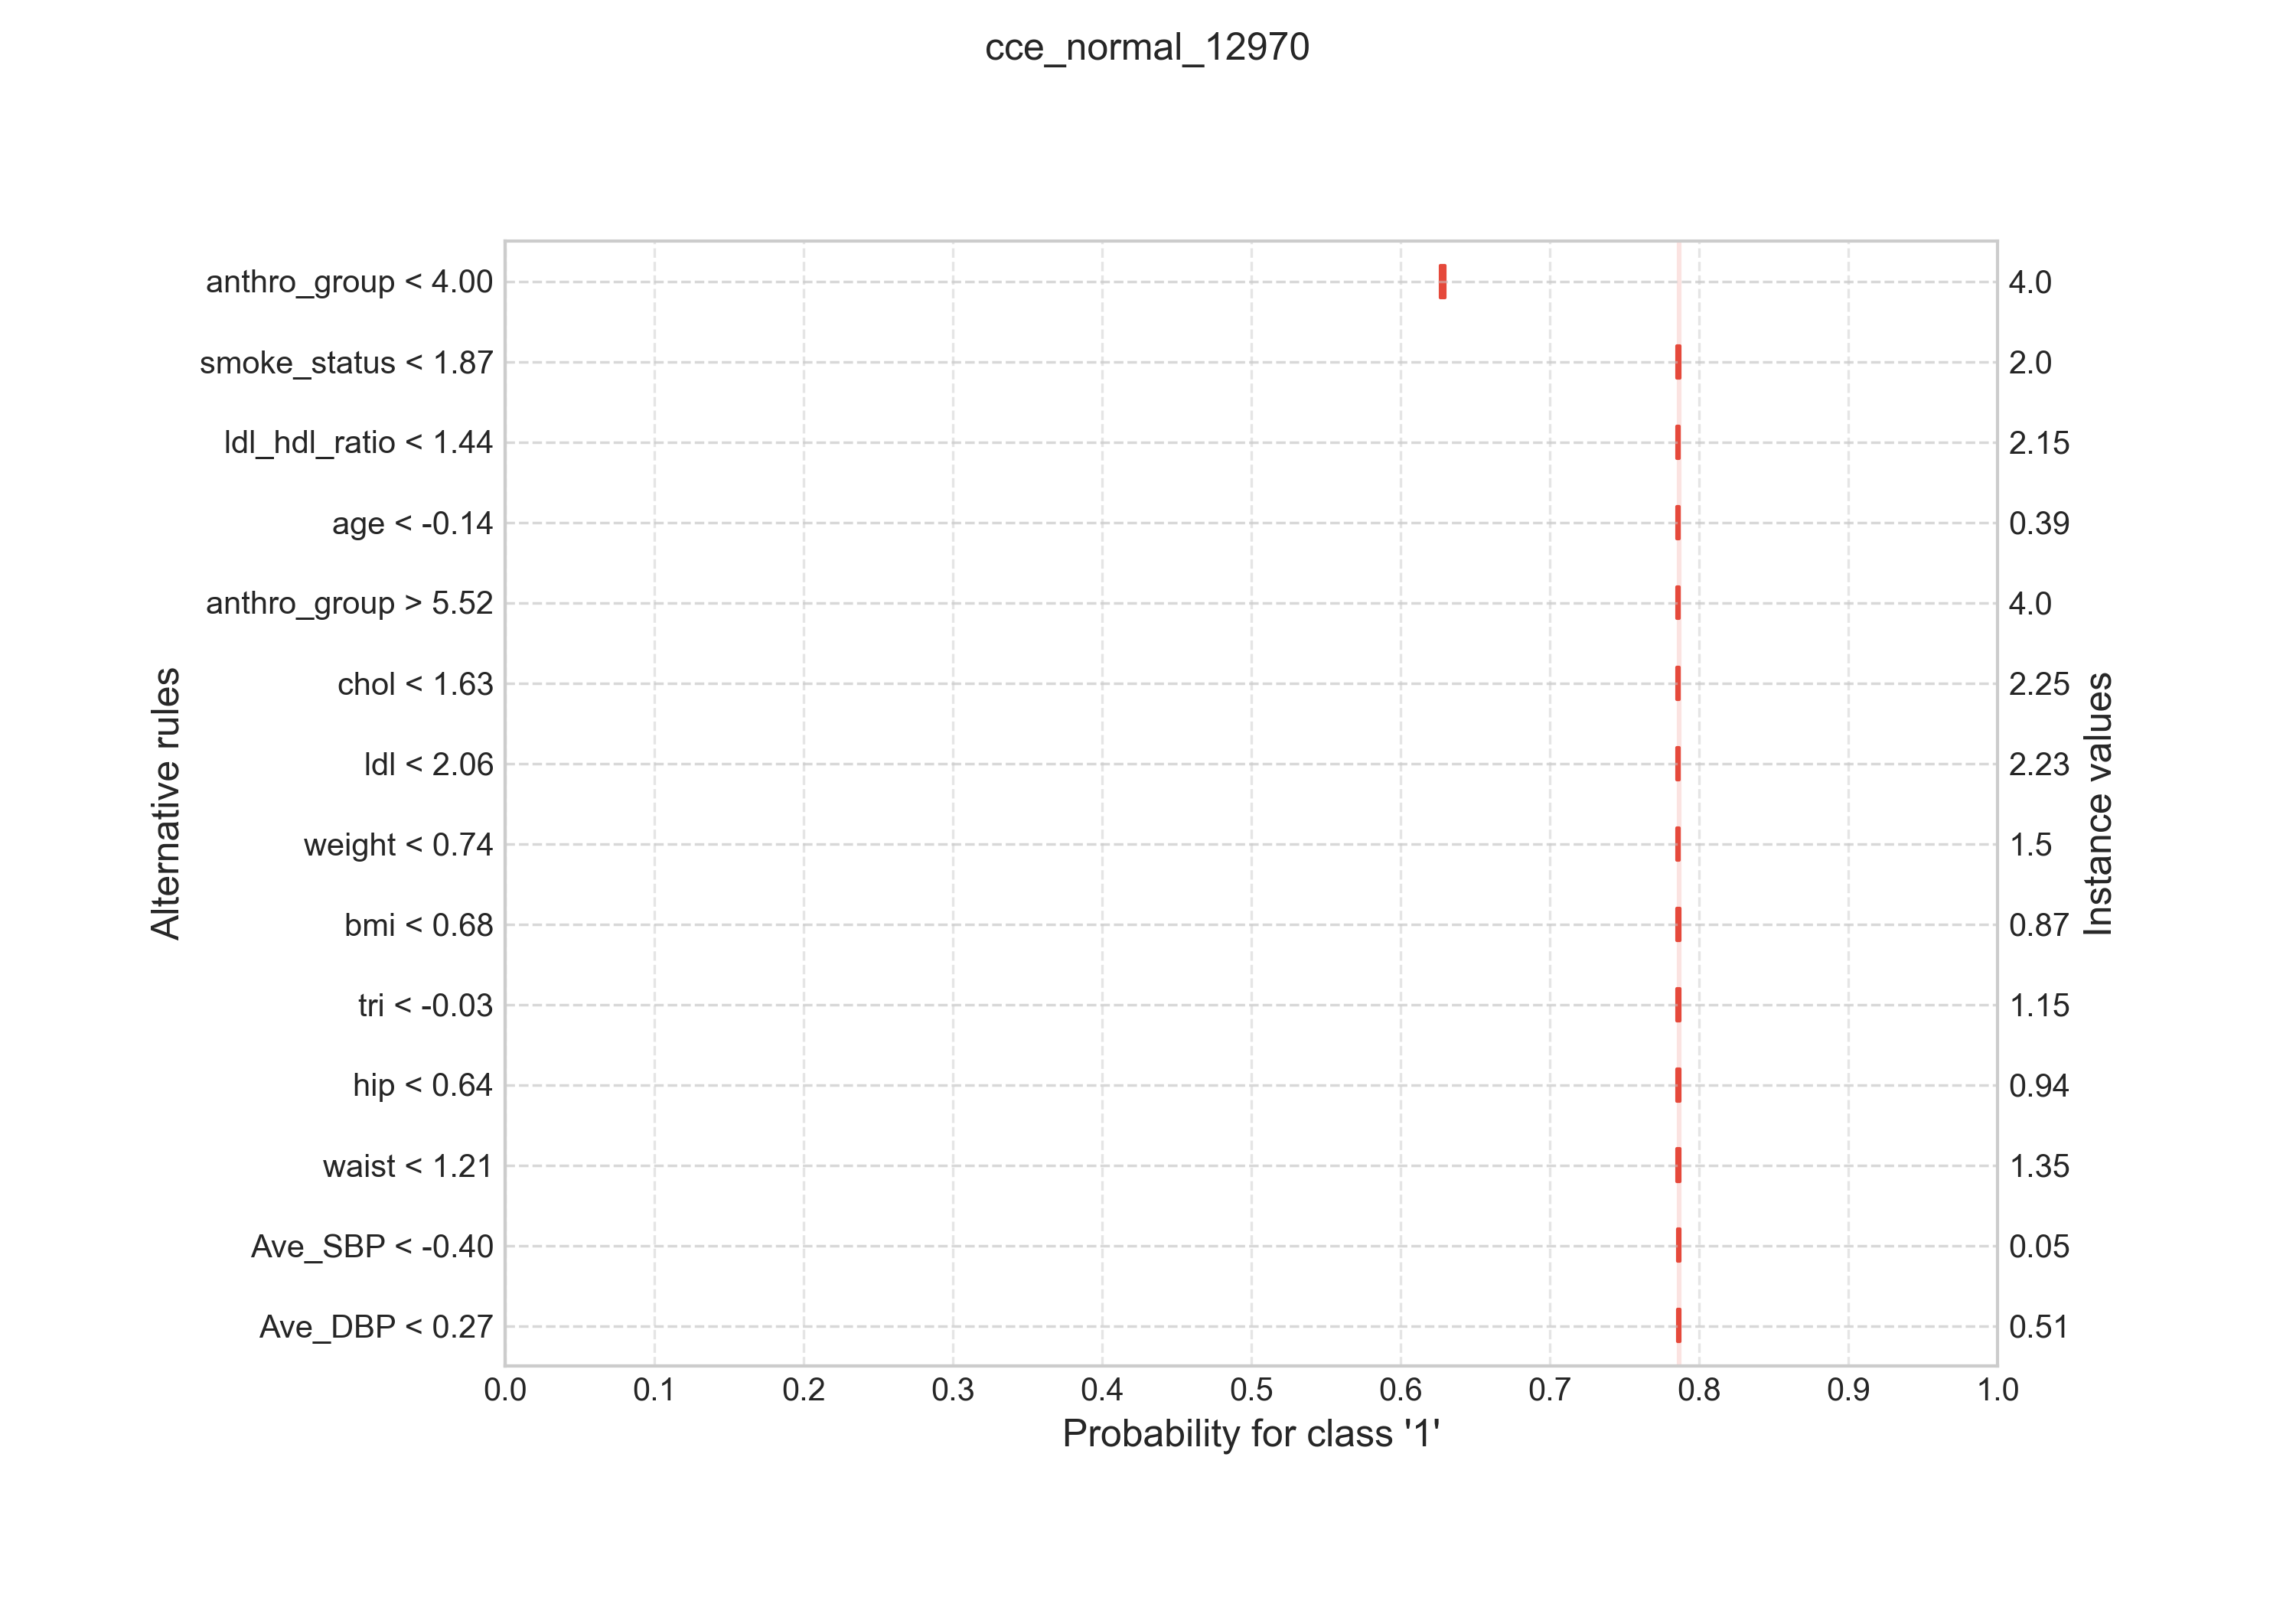 cce_normal_12970
anthro_group < 4.00 4.0
smoke_status < 1.87 2.0
ldl_hdl_ratio < 1.44 2.15
age < -0.14 0.39
anthro_group > 5.52 4.0
chol < 1.63 2.25
ldl < 2.06 2.23
weight < 0.74 1.5
bmi < 0.68 0.87
tri < -0.03 1.15
hip < 0.64 0.94
waist < 1.21 1.35
Ave_SBP < -0.40 0.05
Ave_DBP < 0.27 0.51
Alternative rules
Instance values
0.0 0.1 0.2 0.3 0.4 0.5 0.6 0.7 0.8 0.9 1.0
Probability for class '1'